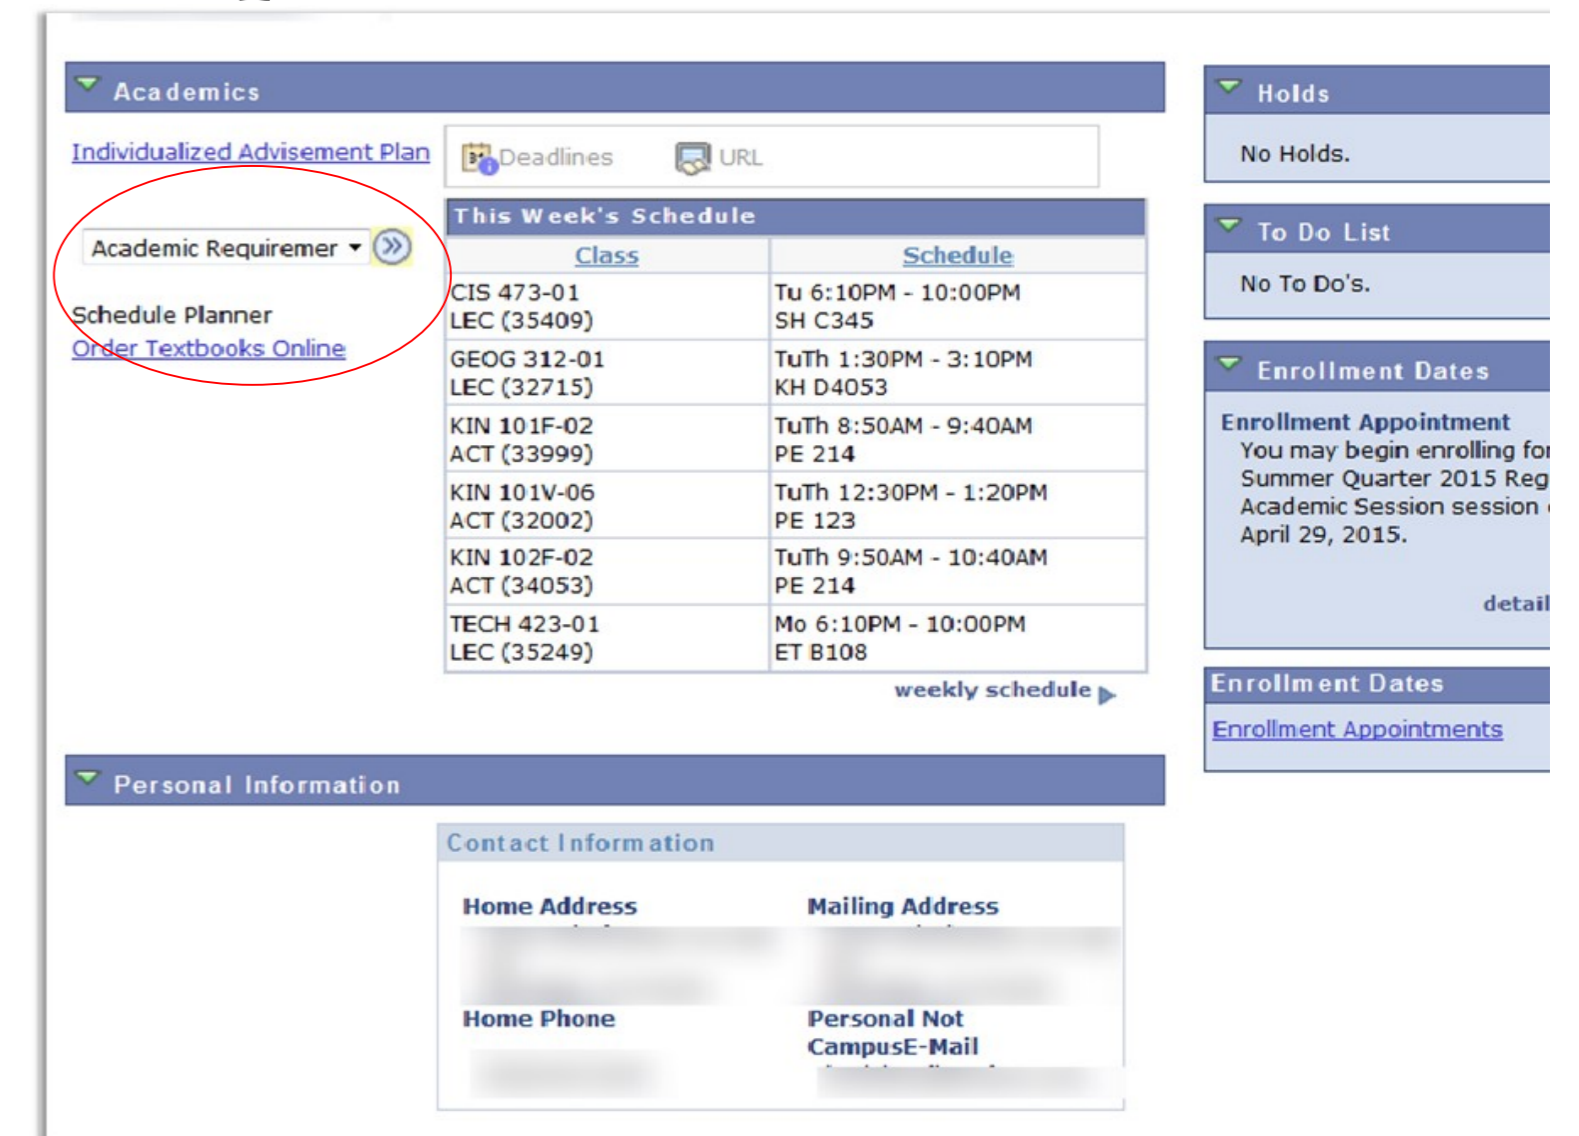 Academics
Individualized Advisement Plan
Deadlines
URL
Academic Requiremer
Schedule Planner
Order Textbooks Online
This Week's Schedule
Class Schedule
CIS 473-01 Tu 6:10PM - 10:00PM
LEC (35409) SH C345
GEOG 312-01 TuTh 1:30PM - 3:10PM
LEC (32715) KH D4053
KIN 101F-02 TuTh 8:50AM - 9:40AM
ACT (33999) PE 214
KIN 101V-06 TuTh 12:30PM - 1:20PM
ACT (32002) PE 123
KIN 102F-02 TuTh 9:50AM - 10:40AM
ACT (34053) PE 214
TECH 423-01 Mo 6:10PM - 10:00PM
LEC (35249) ET B108
weekly schedule
Personal Information
Contact Information
Home Address Mailing Address
Home Phone Personal Not
CampusE-Mail
Holds
No Holds.
To Do List
No To Do's.
Enrollment Dates
Enrollment Appointment
You may begin enrolling for
Summer Quarter 2015 Reg
Academic Session session
April 29, 2015.
detail
Enrollment Dates
Enrollment Appointments